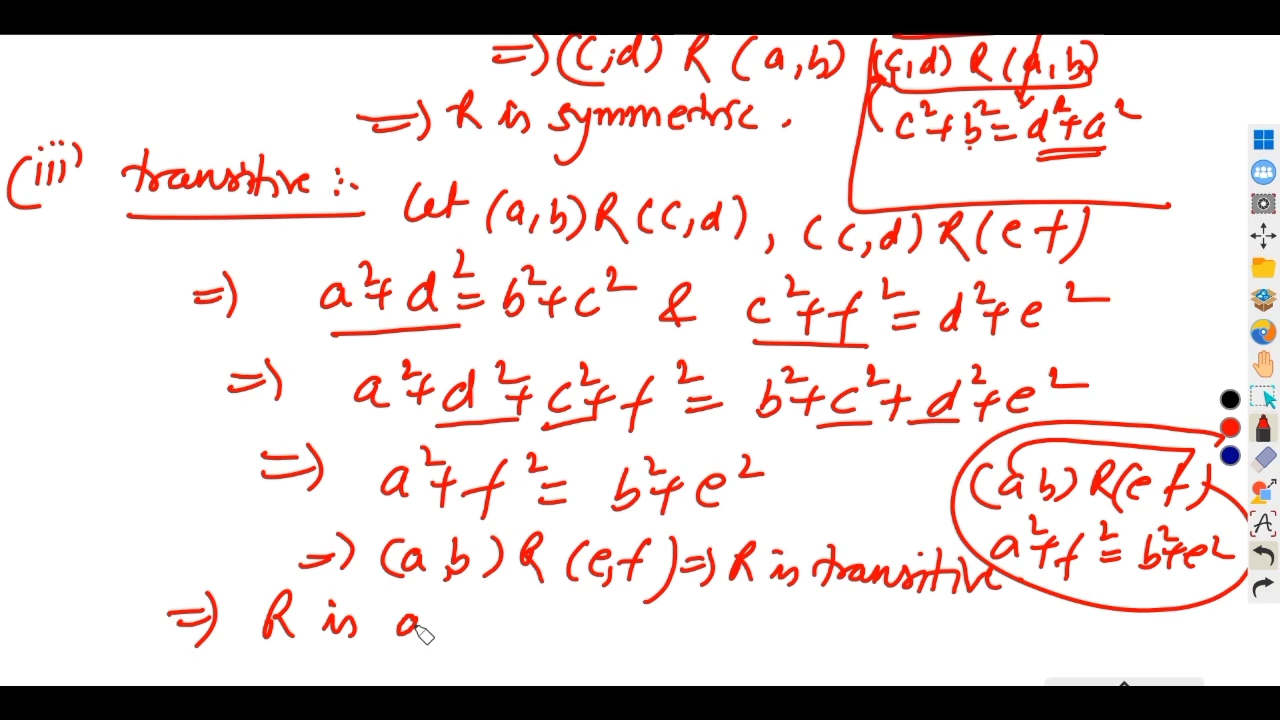 => (c,d) R (a,b)
=> R is symmetric.
(c,d) R (a,b)
c²+b²=d²+a²
(iii) transitive :- Let (a,b)R(c,d), (c,d)R(e f)
=> a²+d²=b²+c² & c²+f²=d²+e²
=> a²+d²+c²+f²=b²+c²+d²+e²
=> a²+f²=b²+e²
(a b) R(e f)
a²+f²=b²+e²
=> (a,b) R (e,f)=> R is transitive
=> R is a
A